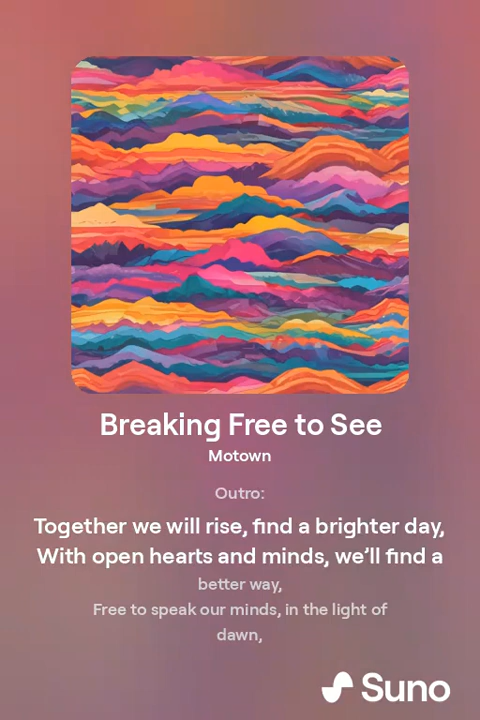 Breaking Free to See
Motown
Outro:
Together we will rise, find a brighter day,
With open hearts and minds, we’ll find a
better way,
Free to speak our minds, in the light of
dawn,
Suno